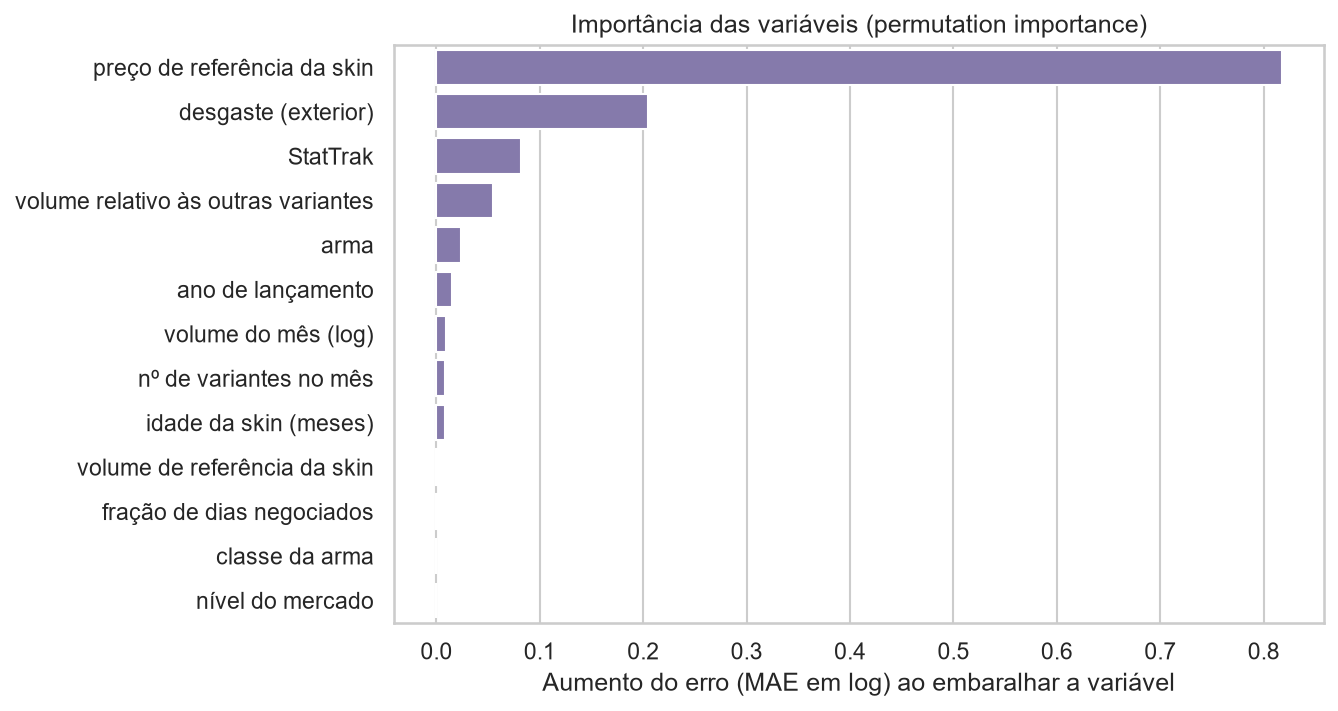 Importância das variáveis (permutation importance)
preço de referência da skin
desgaste (exterior)
StatTrak
volume relativo às outras variantes
arma
ano de lançamento
volume do mês (log)
nº de variantes no mês
idade da skin (meses)
volume de referência da skin
fração de dias negociados
classe da arma
nível do mercado
0.0 0.1 0.2 0.3 0.4 0.5 0.6 0.7 0.8
Aumento do erro (MAE em log) ao embaralhar a variável